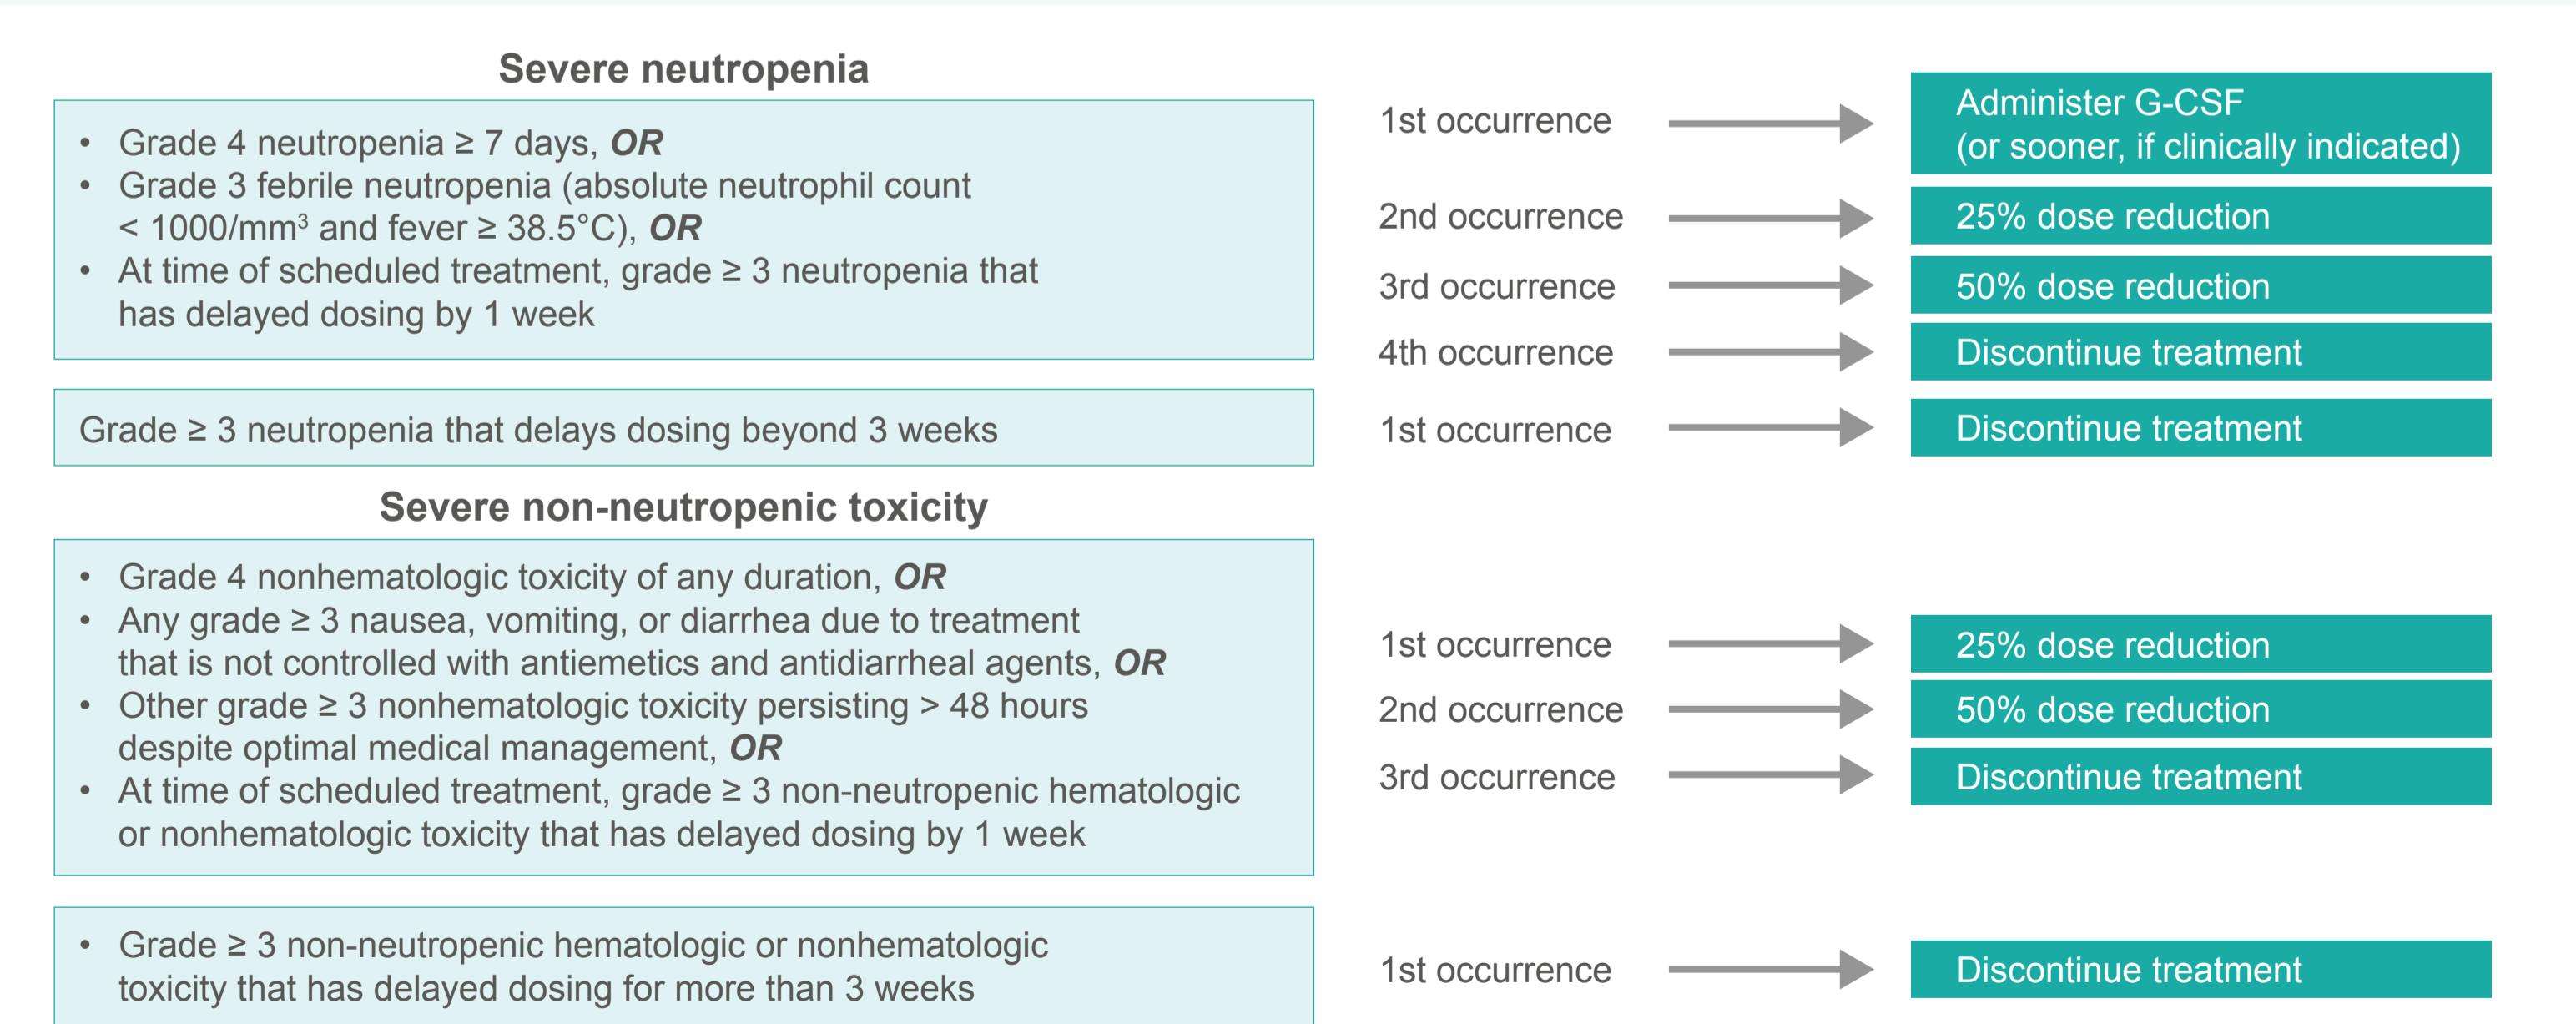 Severe neutropenia
• Grade 4 neutropenia ≥ 7 days, OR
• Grade 3 febrile neutropenia (absolute neutrophil count
< 1000/mm³ and fever ≥ 38.5°C), OR
• At time of scheduled treatment, grade ≥ 3 neutropenia that
has delayed dosing by 1 week
1st occurrence
Administer G-CSF
(or sooner, if clinically indicated)
2nd occurrence
25% dose reduction
3rd occurrence
50% dose reduction
4th occurrence
Discontinue treatment
Grade ≥ 3 neutropenia that delays dosing beyond 3 weeks
1st occurrence
Discontinue treatment
Severe non-neutropenic toxicity
• Grade 4 nonhematologic toxicity of any duration, OR
• Any grade ≥ 3 nausea, vomiting, or diarrhea due to treatment
that is not controlled with antiemetics and antidiarrheal agents, OR
• Other grade ≥ 3 nonhematologic toxicity persisting > 48 hours
despite optimal medical management, OR
• At time of scheduled treatment, grade ≥ 3 non-neutropenic hematologic
or nonhematologic toxicity that has delayed dosing by 1 week
1st occurrence
25% dose reduction
2nd occurrence
50% dose reduction
3rd occurrence
Discontinue treatment
• Grade ≥ 3 non-neutropenic hematologic or nonhematologic
toxicity that has delayed dosing for more than 3 weeks
1st occurrence
Discontinue treatment